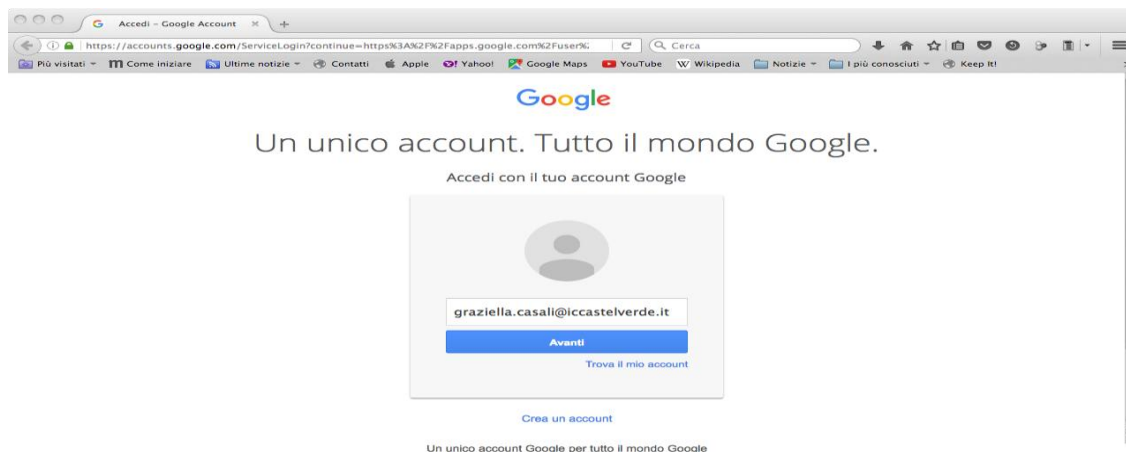 Accedi - Google Account
https://accounts.google.com/ServiceLogin?continue=https%3A%2F%2Fapps.google.com%2Fuser%2
Cerca
Più visitati
Come iniziare
Ultime notizie
Contatti
Apple
Yahoo!
Google Maps
YouTube
W Wikipedia
Notizie
I più conosciuti
Keep It!
Google
Un unico account. Tutto il mondo Google.
Accedi con il tuo account Google
graziella.casali@iccastelverde.it
Avanti
Trova il mio account
Crea un account
Un unico account Google per tutto il mondo Google